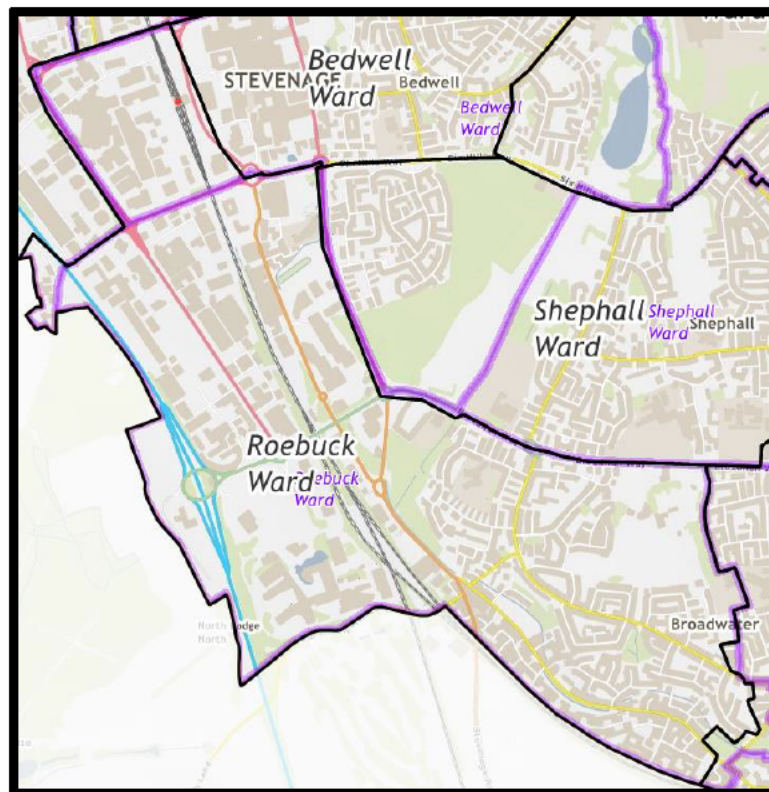 Bedwell
Ward
STEVENAGE
Bedwell
Bedwell
Ward
Shephall
Ward
Shephall
Ward
Shephall
Roebuck
Ward
Ward
North
Broadwater